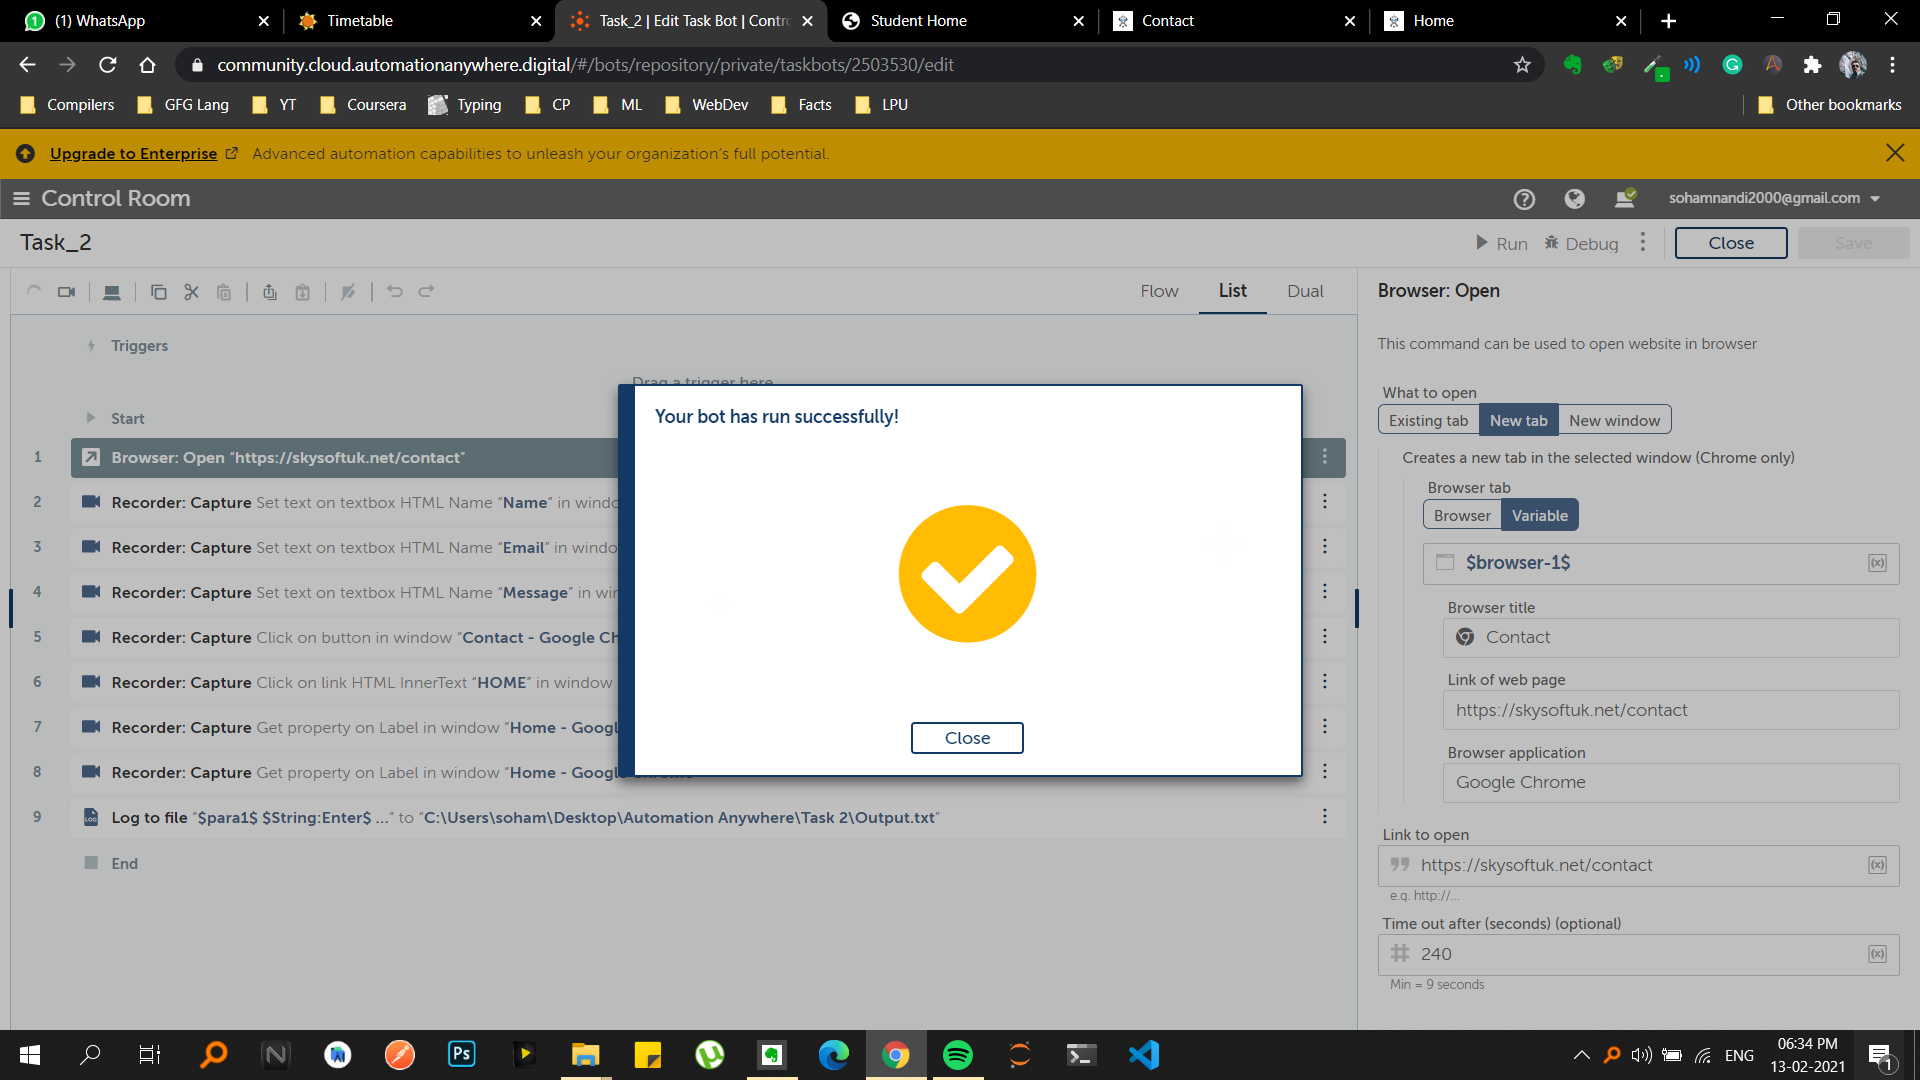 (1) WhatsApp
Timetable
Task_2 | Edit Task Bot | Contro
Student Home
Contact
Home
community.cloud.automationanywhere.digital/#/bots/repository/private/taskbots/2503530/edit
Compilers
GFG Lang
YT
Coursera
Typing
CP
ML
WebDev
Facts
LPU
Other bookmarks
Upgrade to Enterprise
Advanced automation capabilities to unleash your organization's full potential.
Control Room
sohamnandi2000@gmail.com
Task_2
Run
Debug
Close
Save
Flow
List
Dual
Triggers
Drag a trigger here
Start
1 Browser: Open "https://skysoftuk.net/contact"
2 Recorder: Capture Set text on textbox HTML Name "Name" in windo
3 Recorder: Capture Set text on textbox HTML Name "Email" in windo
4 Recorder: Capture Set text on textbox HTML Name "Message" in wi
5 Recorder: Capture Click on button in window "Contact - Google Ch
6 Recorder: Capture Click on link HTML InnerText "HOME" in window
7 Recorder: Capture Get property on Label in window "Home - Googl
8 Recorder: Capture Get property on Label in window "Home - Google Chrome"
9 Log to file "$para1$ $String:Enter$ ..." to "C:\Users\soham\Desktop\Automation Anywhere\Task 2\Output.txt"
End
Your bot has run successfully!
Close
Browser: Open
This command can be used to open website in browser
What to open
Existing tab
New tab
New window
Creates a new tab in the selected window (Chrome only)
Browser tab
Browser
Variable
$browser-1$
(x)
Browser title
Contact
Link of web page
https://skysoftuk.net/contact
Browser application
Google Chrome
Link to open
https://skysoftuk.net/contact
(x)
e.g. http://...
Time out after (seconds) (optional)
240
(x)
Min = 9 seconds
Ps
ENG
06:34 PM
13-02-2021
1